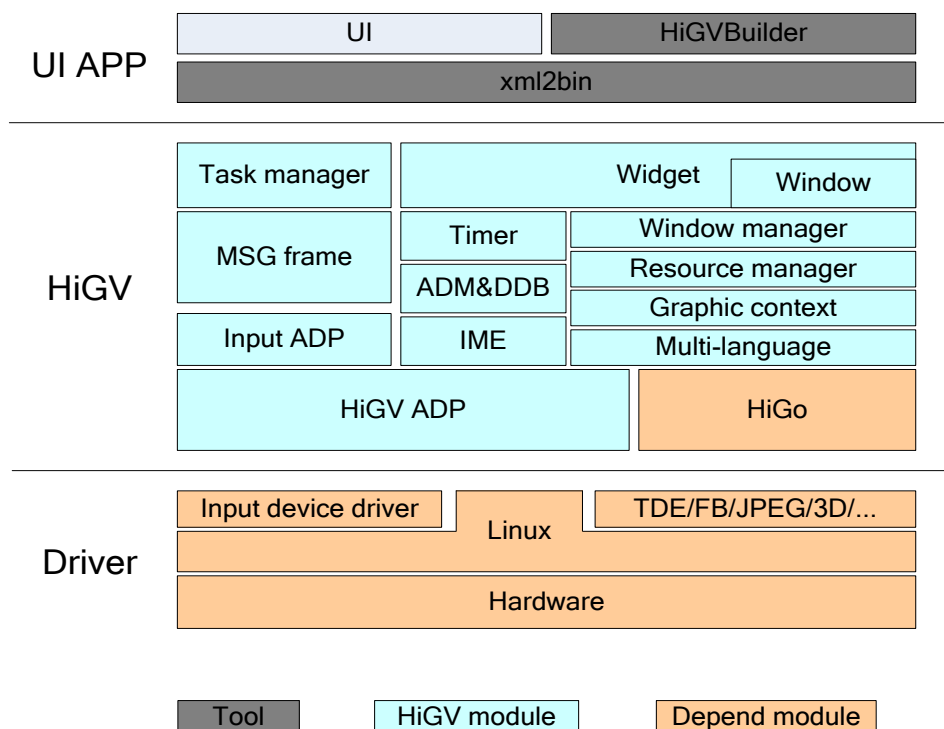 UI APP
UI
HiGVBuilder
xml2bin
HiGV
Task manager
Widget
Window
MSG frame
Timer
Window manager
ADM&DDB
Resource manager
Graphic context
Input ADP
IME
Multi-language
HiGV ADP
HiGo
Driver
Input device driver
Linux
TDE/FB/JPEG/3D/...
Hardware
Tool
HiGV module
Depend module